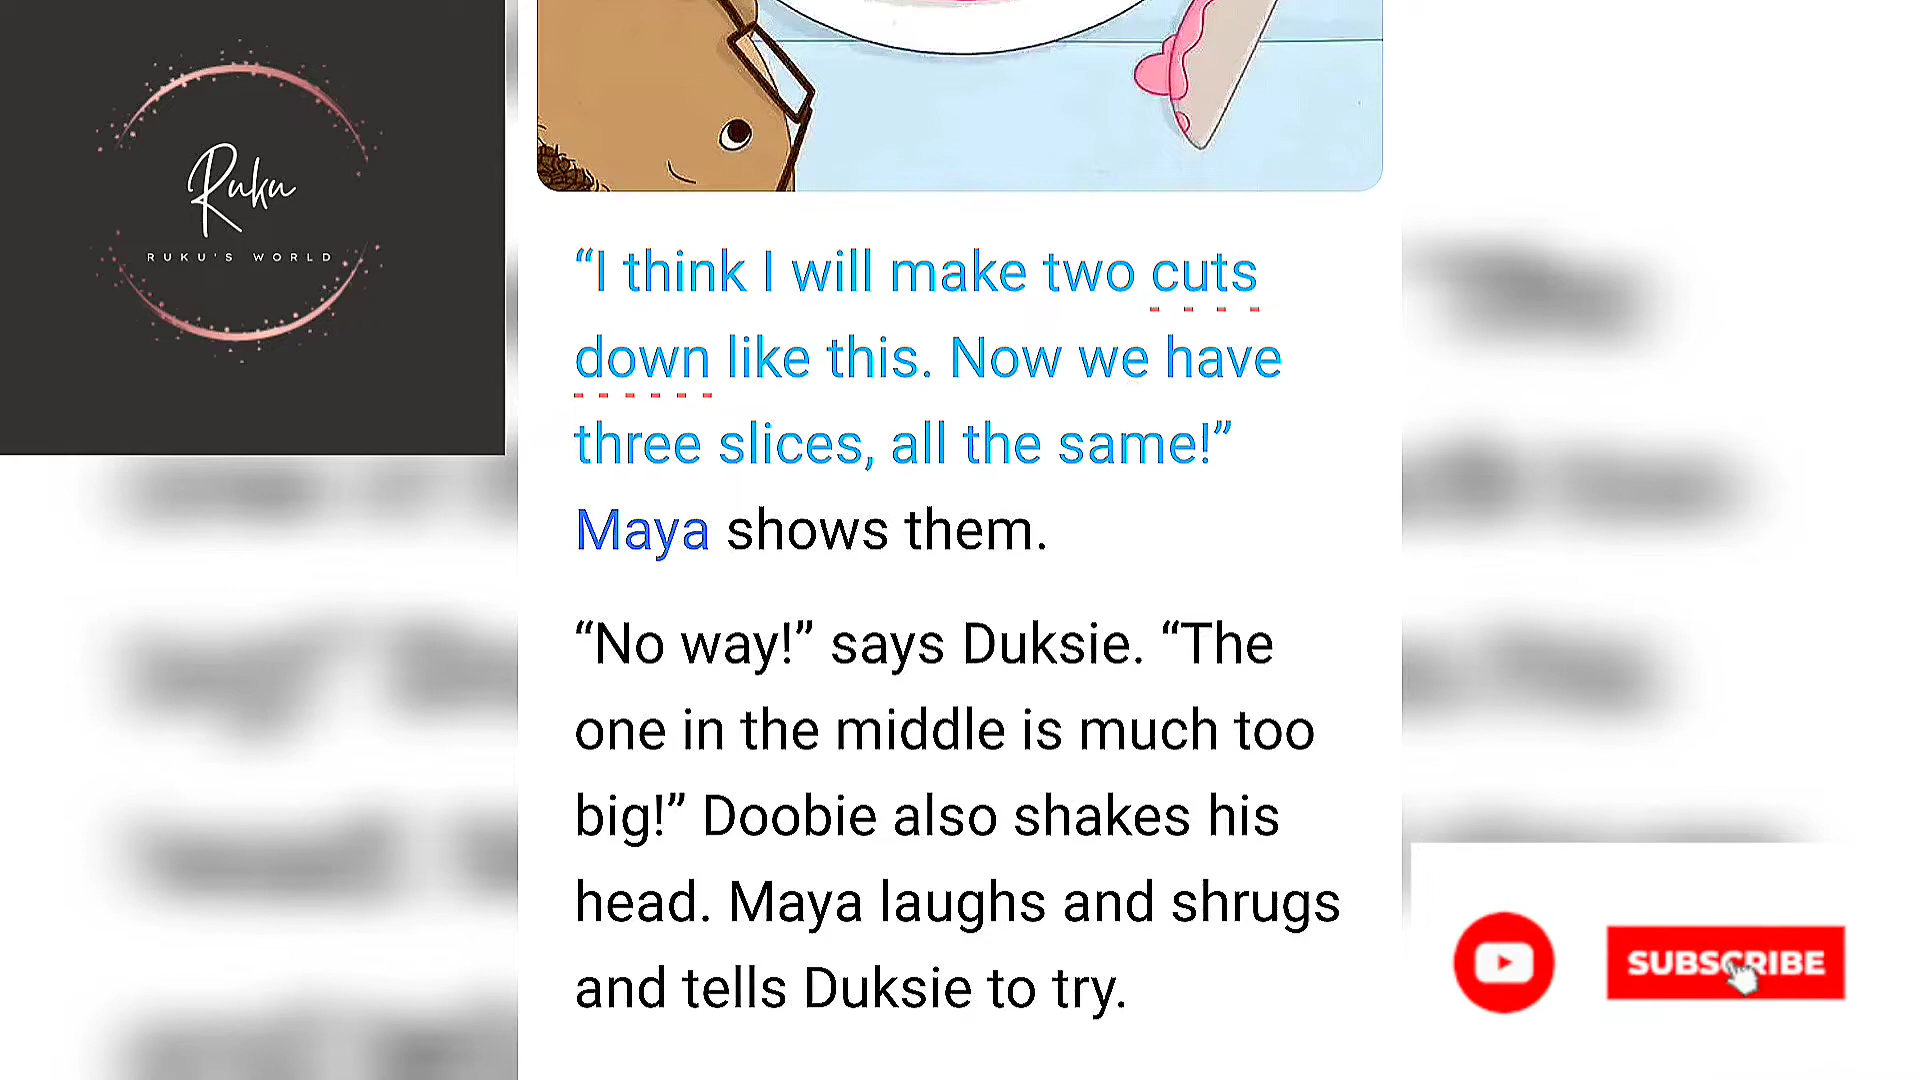 Ruku
RUKU'S WORLD
“I think I will make two cuts
down like this. Now we have
three slices, all the same!”
Maya shows them.
“No way!” says Duksie. “The
one in the middle is much too
big!” Doobie also shakes his
head. Maya laughs and shrugs
and tells Duksie to try.
SUBSCRIBE